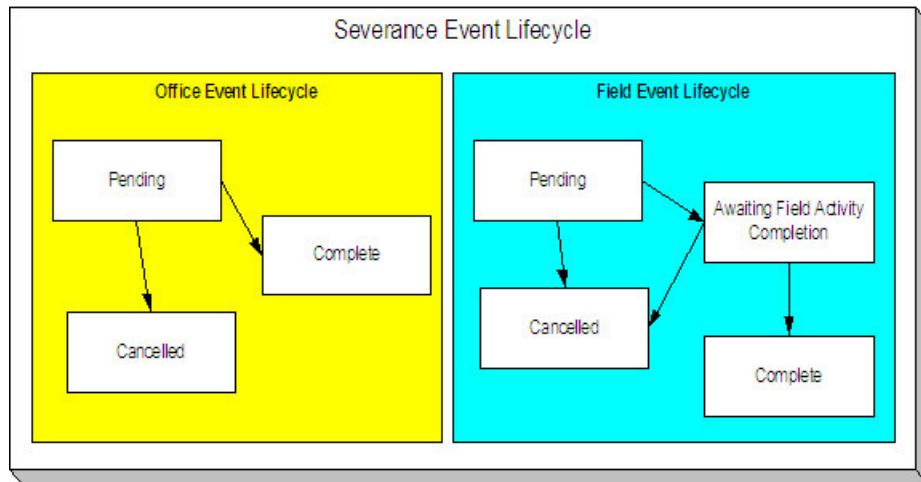 Severance Event Lifecycle
Office Event Lifecycle
Pending
Complete
Cancelled
Field Event Lifecycle
Pending
Awaiting Field Activity
Completion
Cancelled
Complete